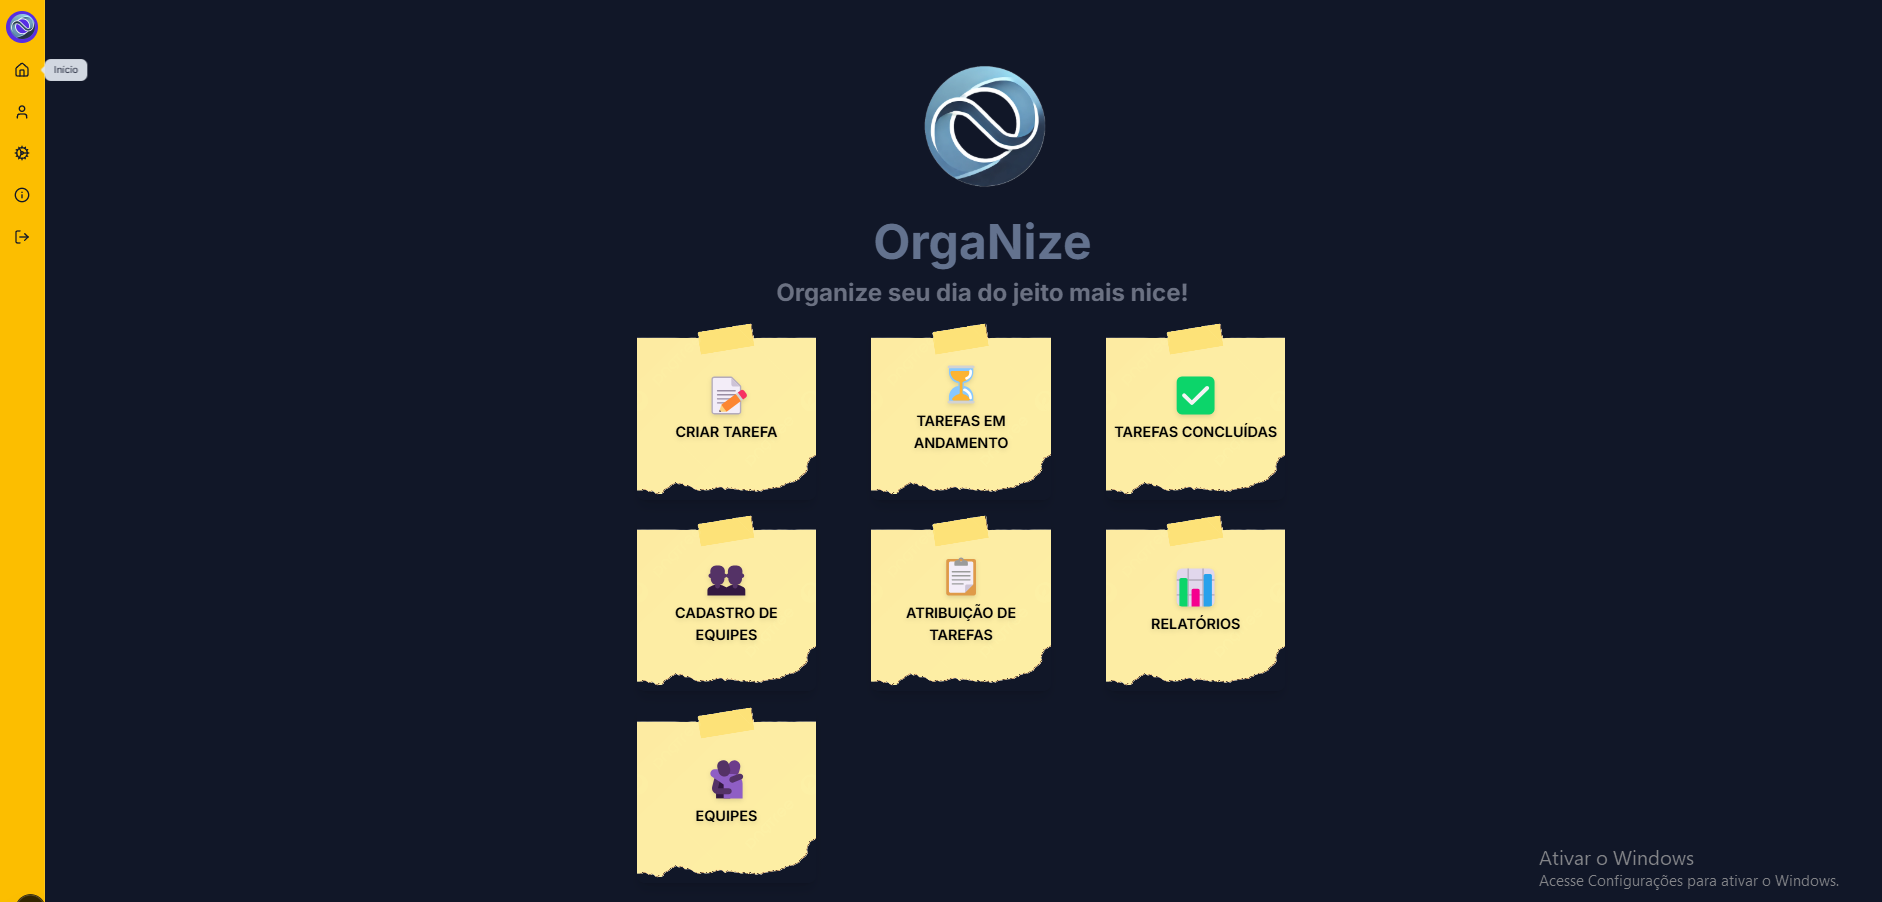 Início
OrgaNize
Organize seu dia do jeito mais nice!
CRIAR TAREFA
TAREFAS EM
ANDAMENTO
TAREFAS CONCLUÍDAS
CADASTRO DE
EQUIPES
ATRIBUIÇÃO DE
TAREFAS
RELATÓRIOS
EQUIPES
Ativar o Windows
Acesse Configurações para ativar o Windows.